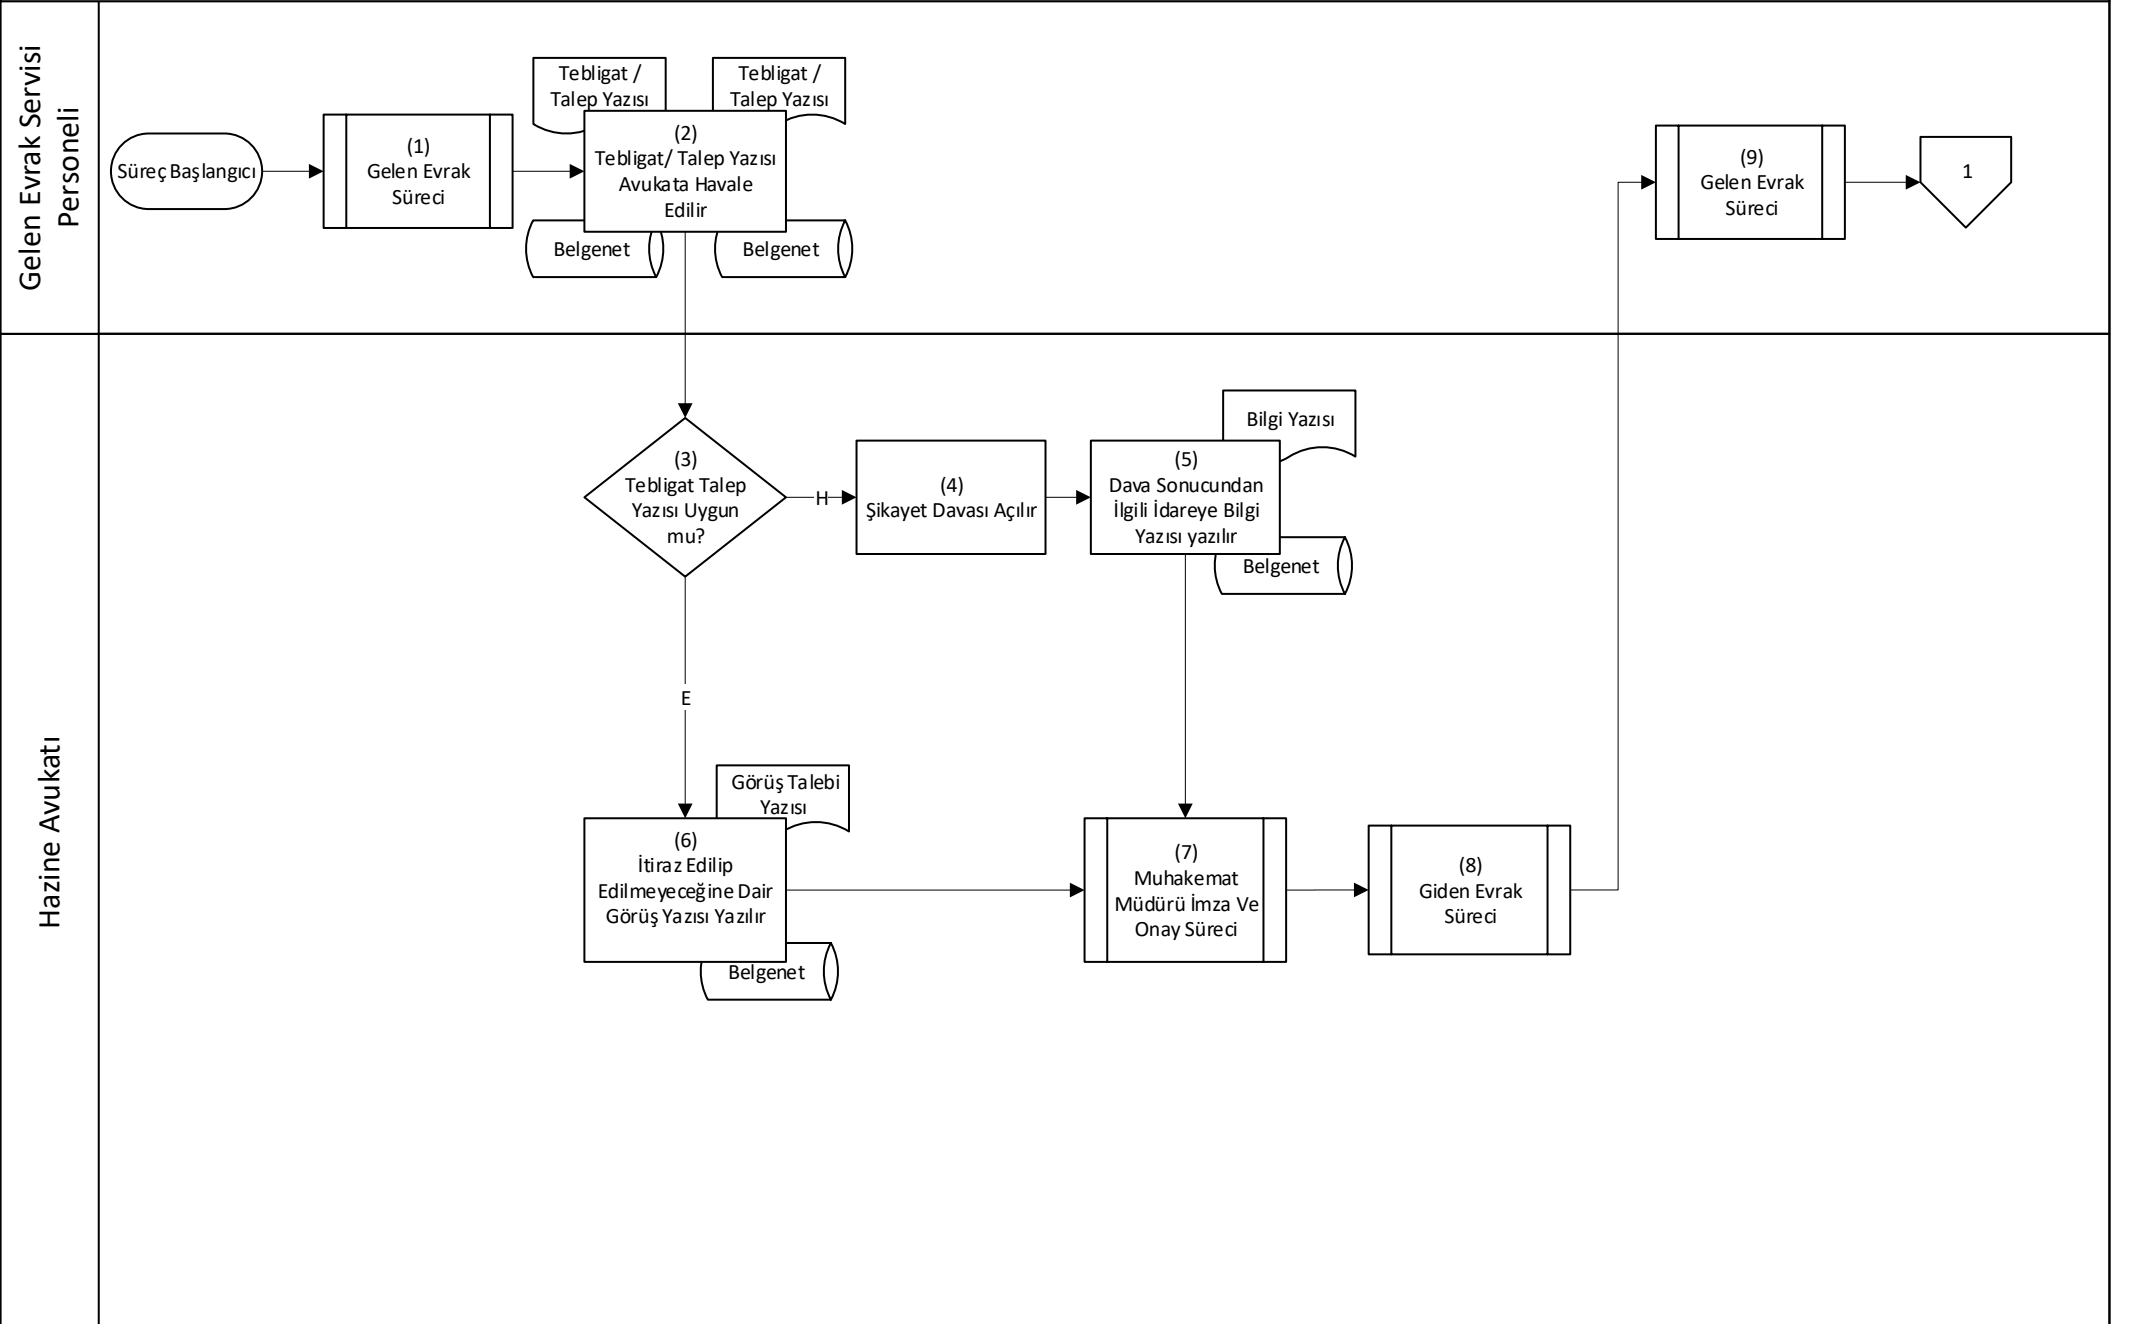 Gelen Evrak Servisi
Personeli
Süreç Başlangıcı
(1)
Gelen Evrak
Süreci
Tebligat /
Talep Yazısı
Tebligat /
Talep Yazısı
(2)
Tebligat/ Talep Yazısı
Avukata Havale
Edilir
Belgenet
Belgenet
(9)
Gelen Evrak
Süreci
1
Hazine Avukatı
(3)
Tebligat Talep
Yazısı Uygun
mu?
H
(4)
Şikayet Davası Açılır
Bilgi Yazısı
(5)
Dava Sonucundan
İlgili İdareye Bilgi
Yazısı yazılır
Belgenet
E
Görüş Talebi
Yazısı
(6)
İtiraz Edilip
Edilmeyeceğine Dair
Görüş Yazısı Yazılır
Belgenet
(7)
Muhakemat
Müdürü İmza Ve
Onay Süreci
(8)
Giden Evrak
Süreci